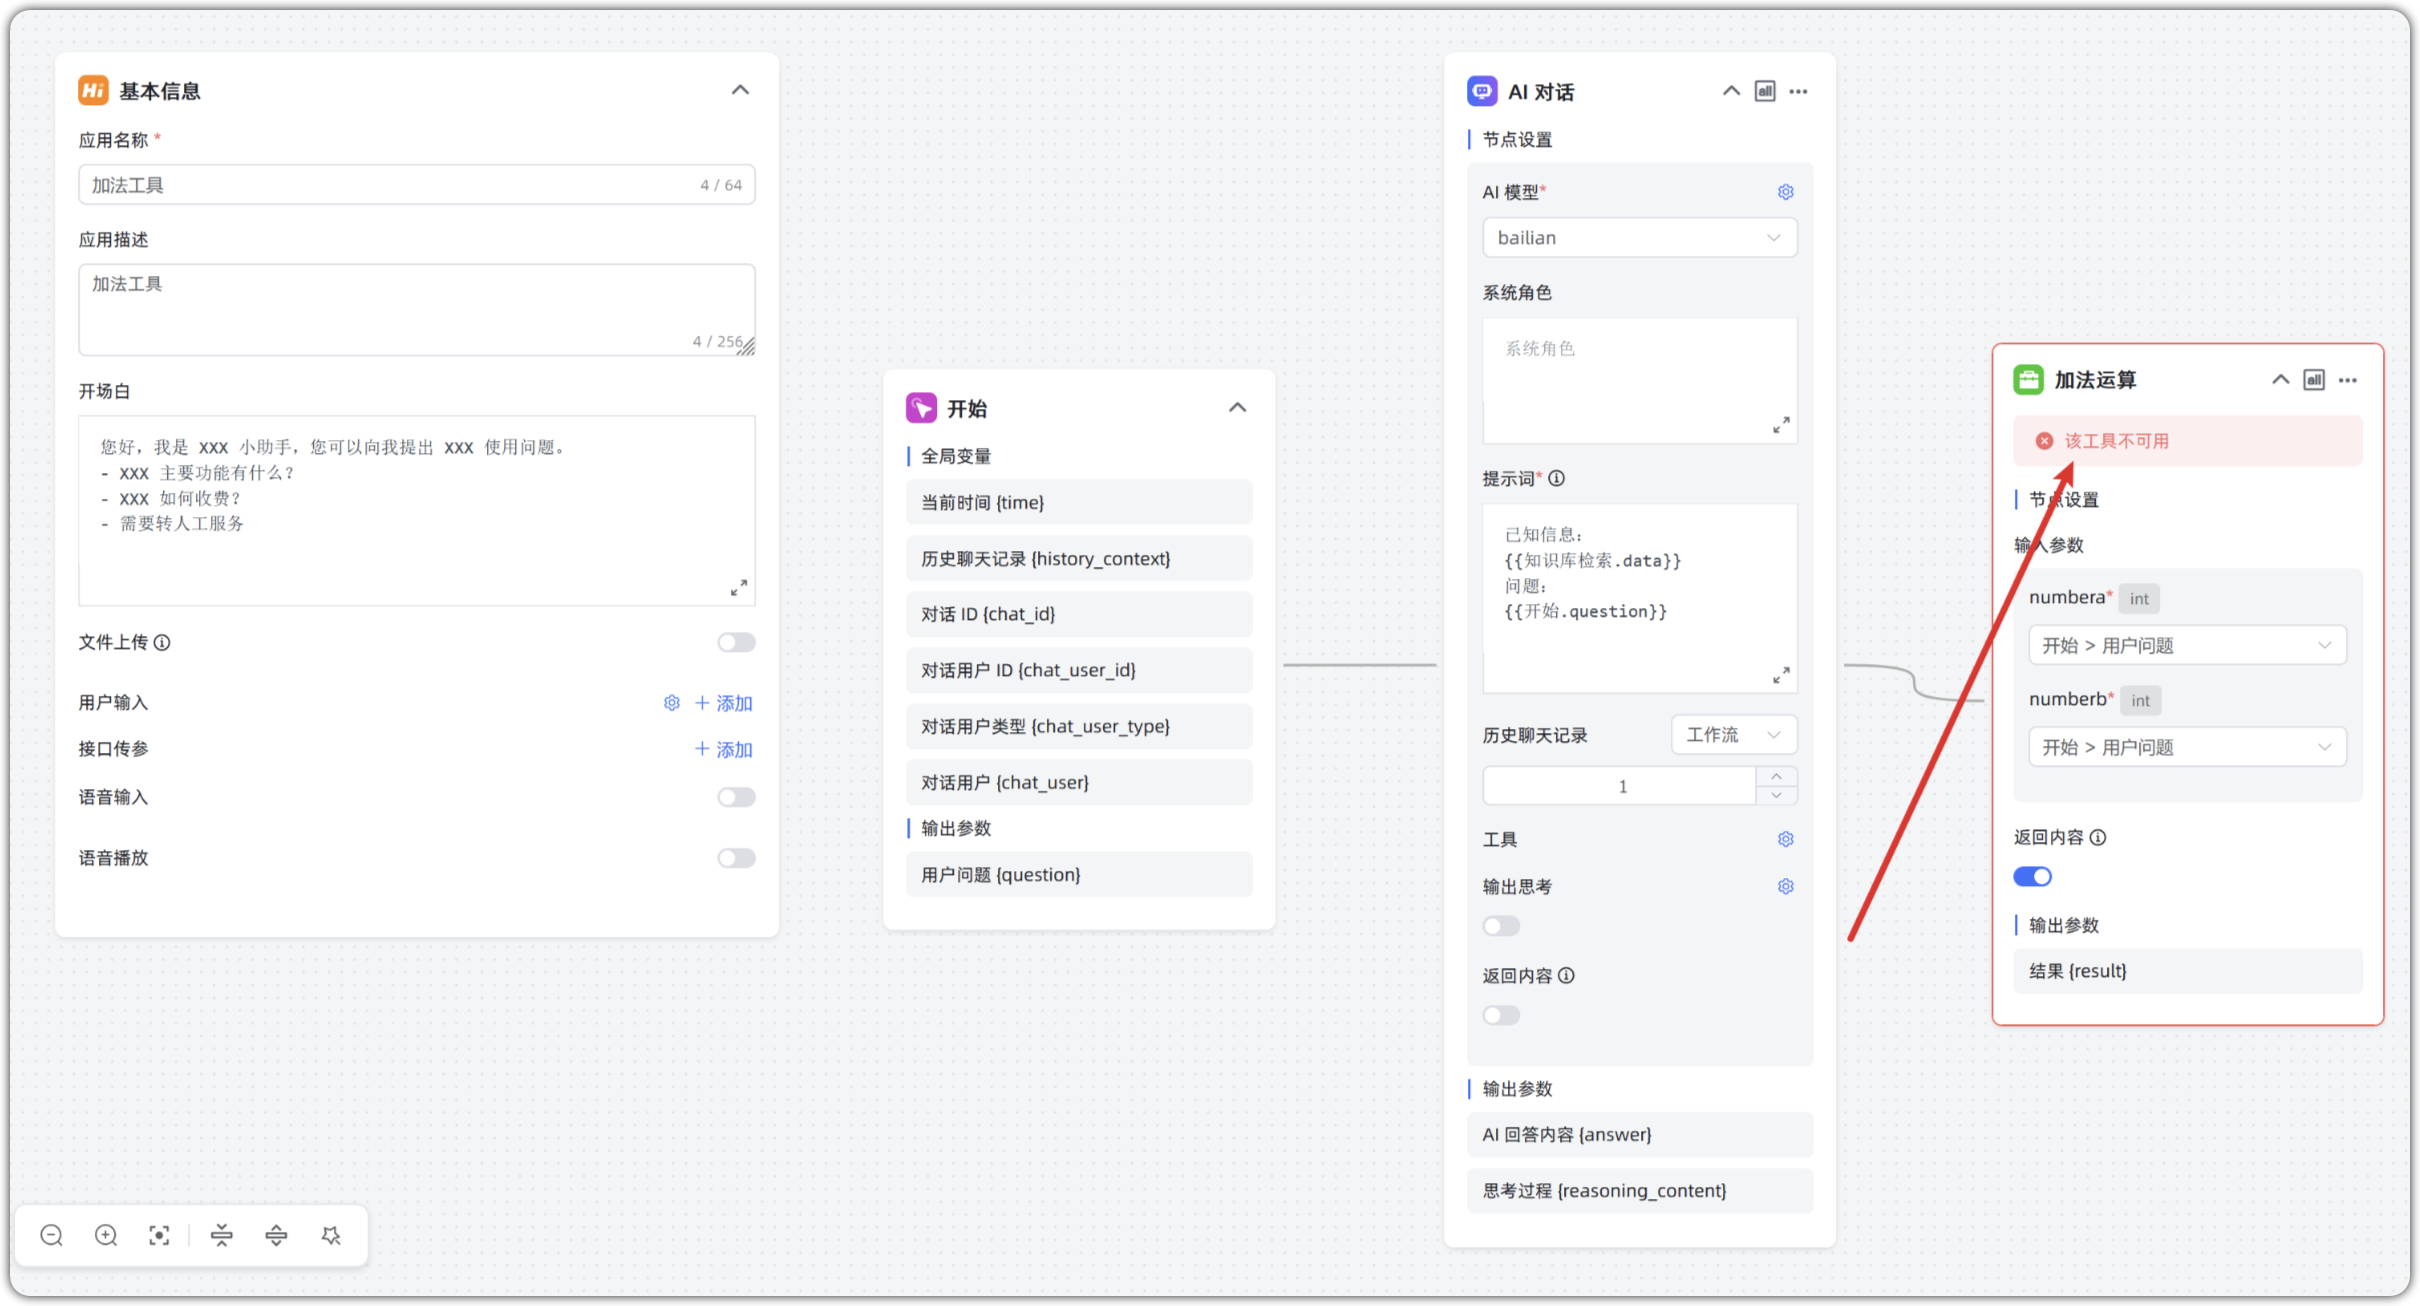 Hi 基本信息
应用名称 *
加法工具 4 / 64
应用描述
加法工具
4 / 256
开场白
您好，我是 XXX 小助手，您可以向我提出 XXX 使用问题。
- XXX 主要功能有什么？
- XXX 如何收费？
- 需要转人工服务
文件上传
用户输入 + 添加
接口传参 + 添加
语音输入
语音播放
开始
全局变量
当前时间 {time}
历史聊天记录 {history_context}
对话 ID {chat_id}
对话用户 ID {chat_user_id}
对话用户类型 {chat_user_type}
对话用户 {chat_user}
输出参数
用户问题 {question}
AI 对话 all ...
节点设置
AI 模型*
bailian
系统角色
系统角色
提示词*
已知信息：
{{知识库检索.data}}
问题：
{{开始.question}}
历史聊天记录 工作流
1
工具
输出思考
返回内容
输出参数
AI 回答内容 {answer}
思考过程 {reasoning_content}
加法运算 all ...
该工具不可用
节点设置
输入参数
numbera* int
开始 > 用户问题
numberb* int
开始 > 用户问题
返回内容
输出参数
结果 {result}